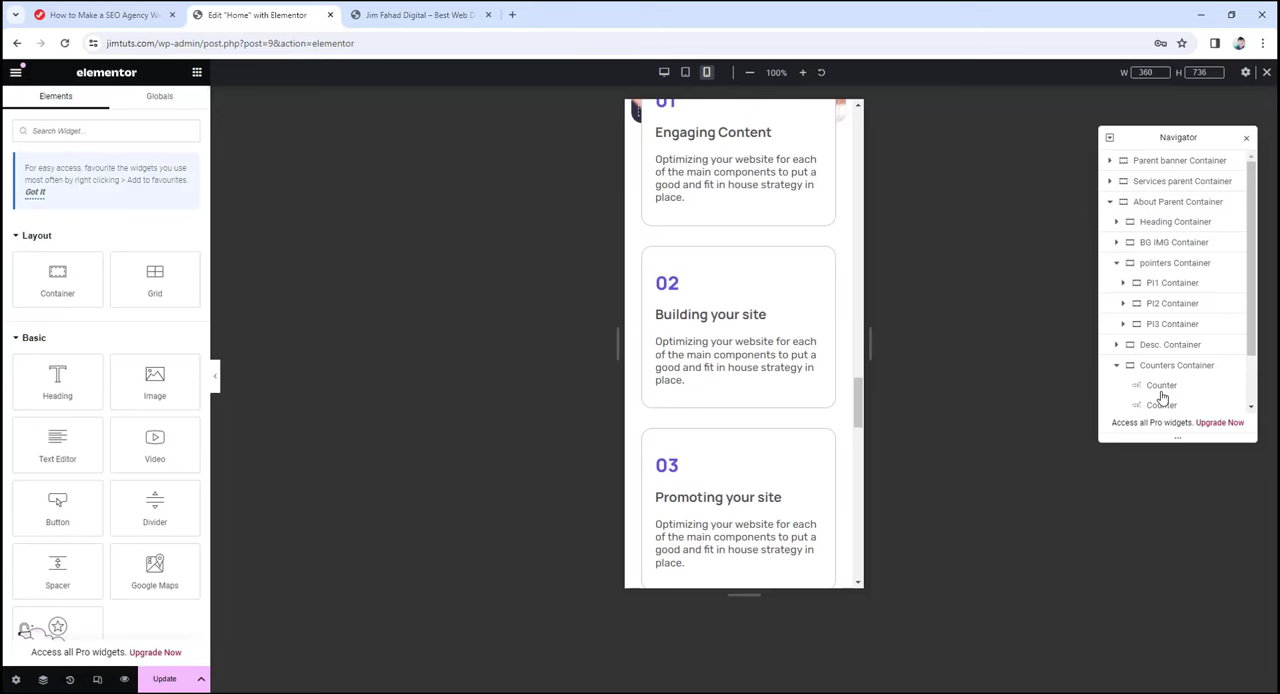 How to Make a SEO Agency We
Edit "Home" with Elementor
Jim Fahad Digital – Best Web D
jimtuts.com/wp-admin/post.php?post=9&action=elementor
elementor
100%
W 360 H 736
Elements
Globals
Search Widget...
For easy access, favourite the widgets you use
most often by right clicking > Add to favourites.
Got It
Layout
Container
Grid
Basic
Heading
Image
Text Editor
Video
Button
Divider
Spacer
Google Maps
Access all Pro widgets. Upgrade Now
Update
01
Engaging Content
Optimizing your website for each
of the main components to put a
good and fit in house strategy in
place.
02
Building your site
Optimizing your website for each
of the main components to put a
good and fit in house strategy in
place.
03
Promoting your site
Optimizing your website for each
of the main components to put a
good and fit in house strategy in
place.
Navigator
Parent banner Container
Services parent Container
About Parent Container
Heading Container
BG IMG Container
pointers Container
PI1 Container
PI2 Container
PI3 Container
Desc. Container
Counters Container
Counter
Counter
Access all Pro widgets. Upgrade Now